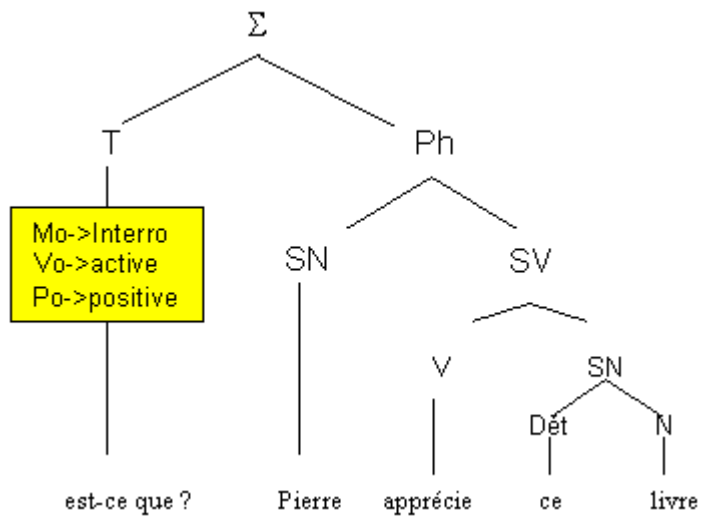 Σ
T Ph
Mo->Interro
Vo->active
Po->positive
SN SV
V SN
Dét N
est-ce que ? Pierre apprécie ce livre